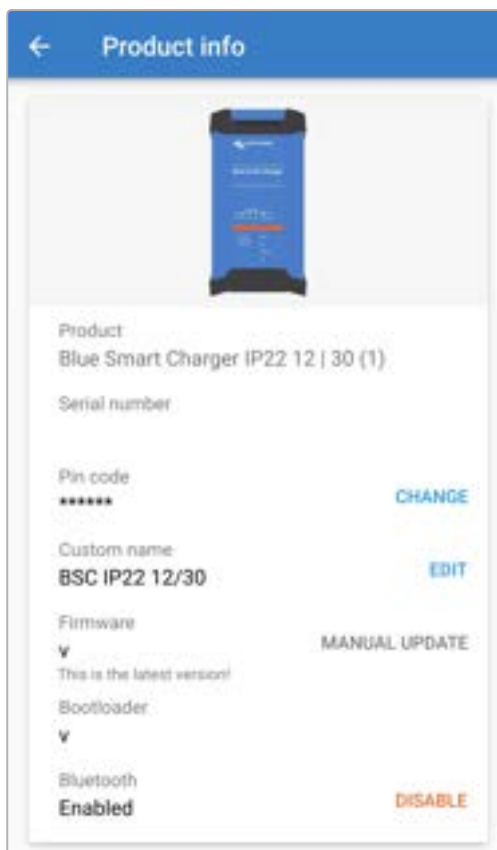 Product info
Product
Blue Smart Charger IP22 12 | 30 (1)
Serial number
Pin code
******
CHANGE
Custom name
BSC IP22 12/30
EDIT
Firmware
v
MANUAL UPDATE
This is the latest version!
Bootloader
v
Bluetooth
Enabled
DISABLE